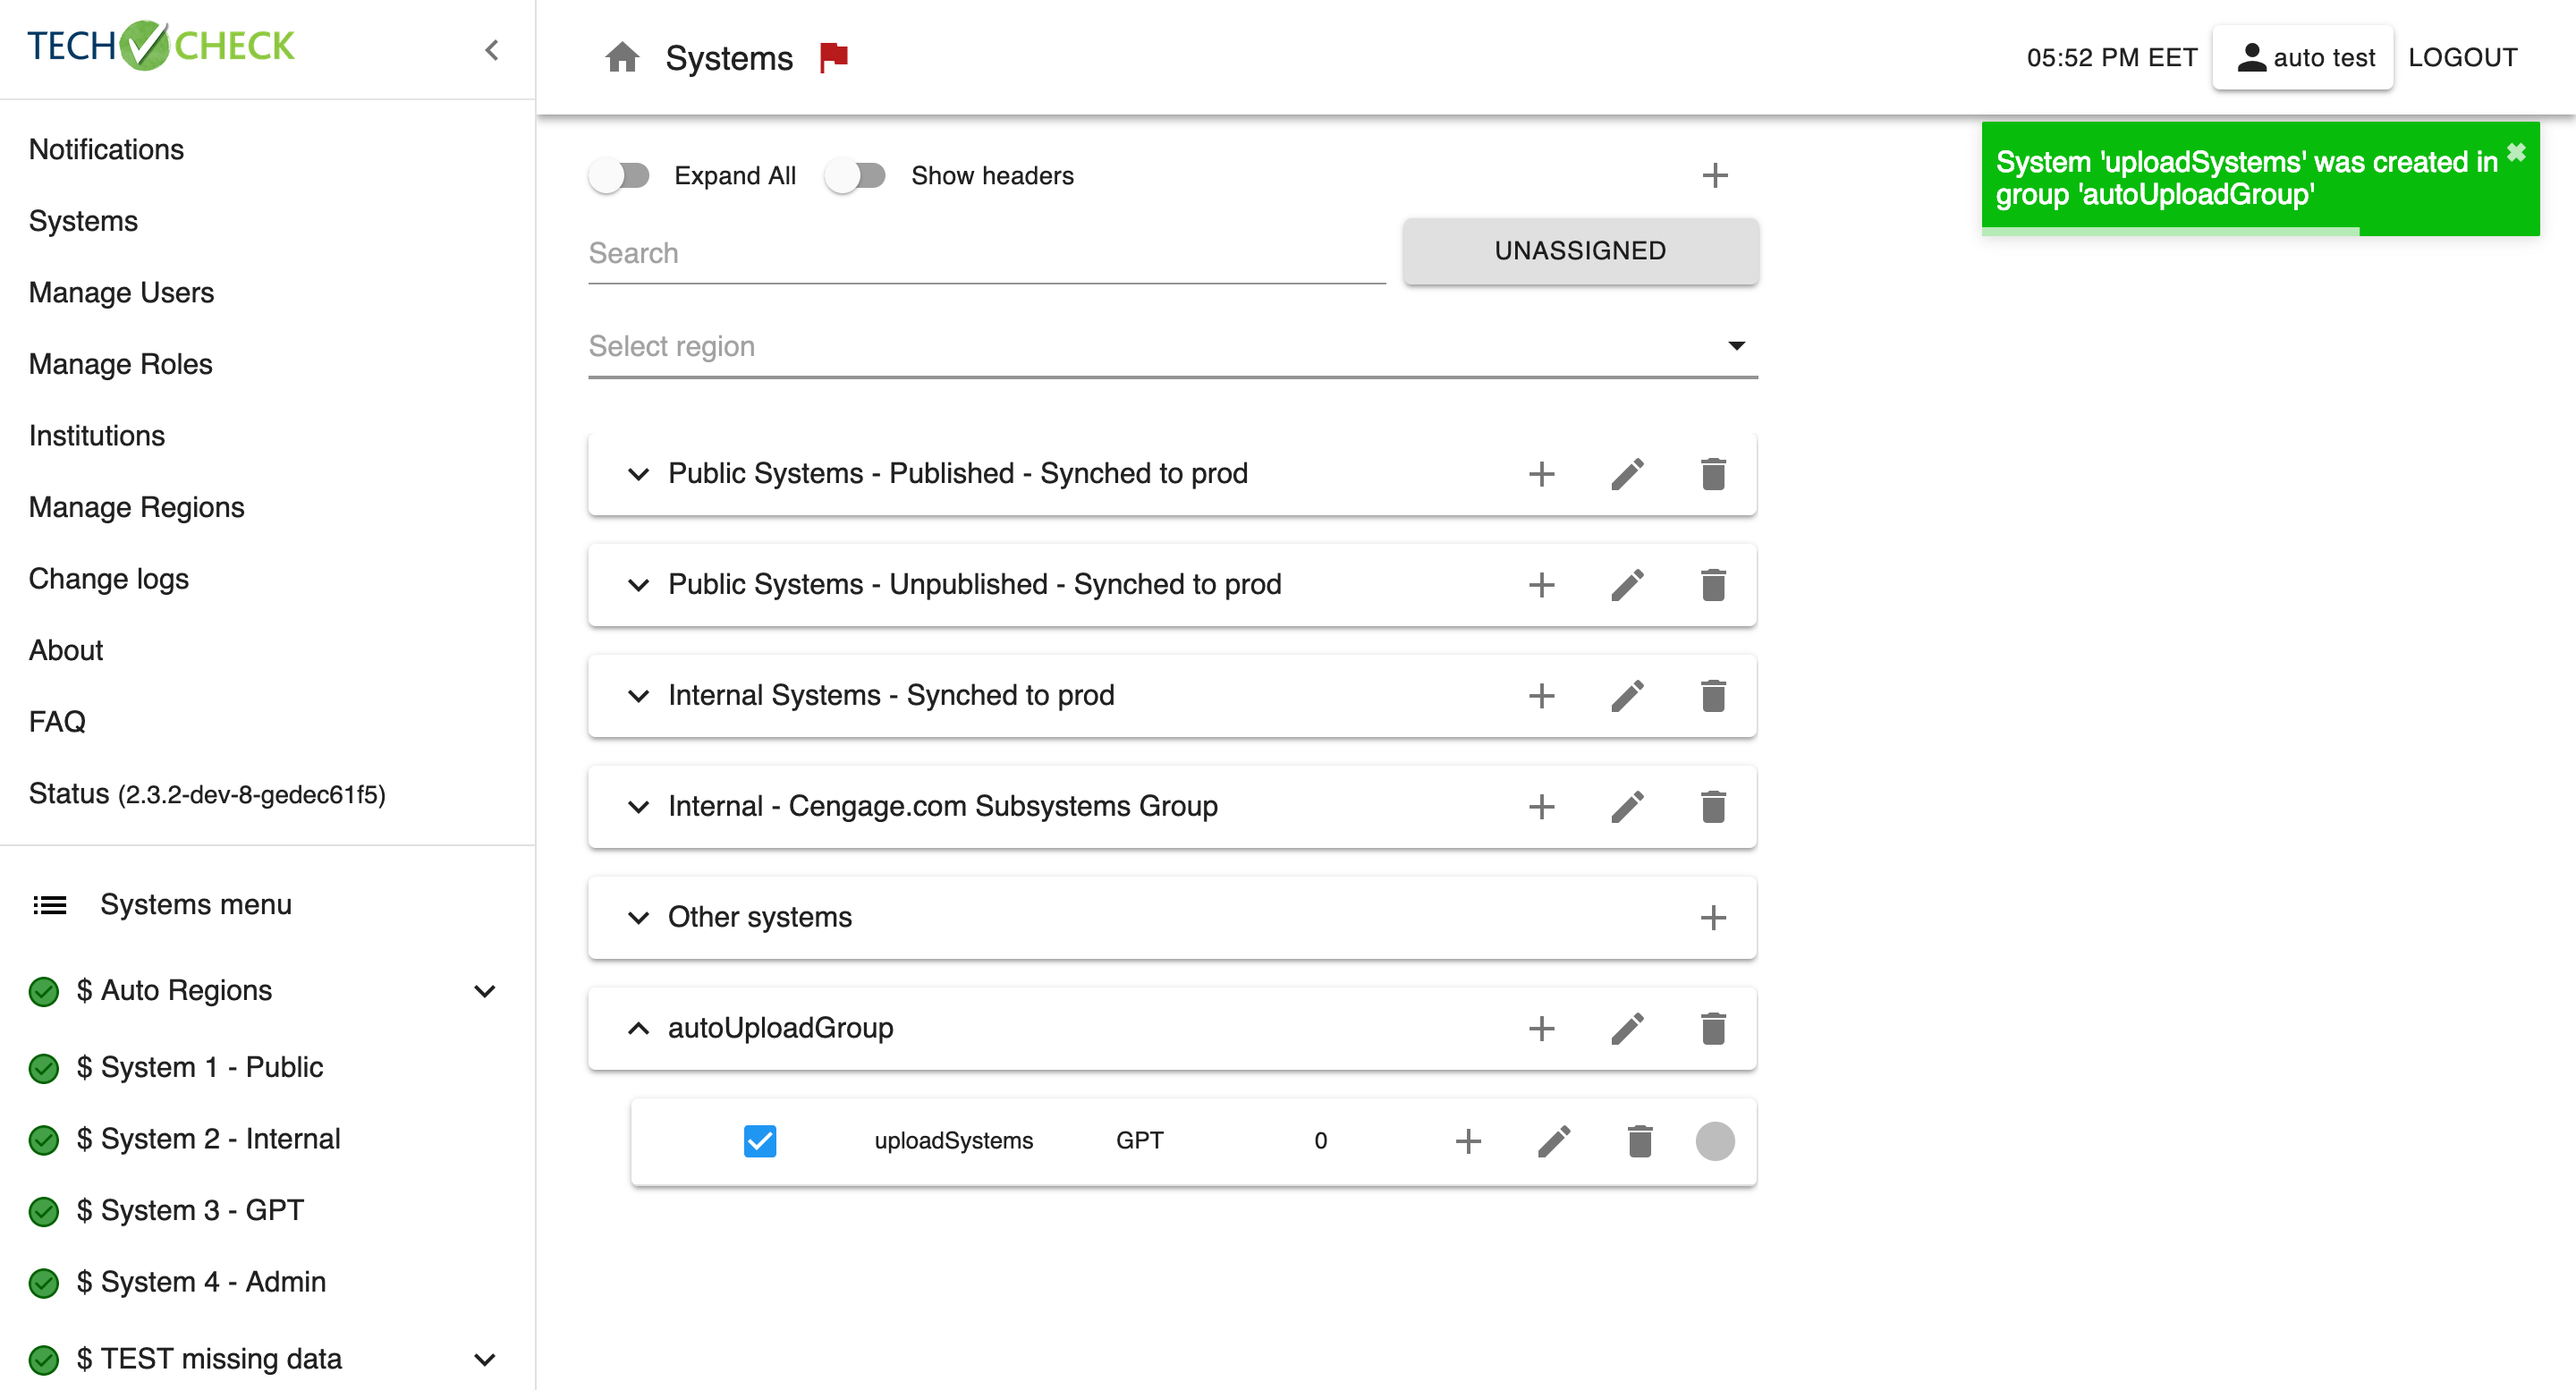 TECH CHECK
Notifications
Systems
Manage Users
Manage Roles
Institutions
Manage Regions
Change logs
About
FAQ
Status (2.3.2-dev-8-gedec61f5)
Systems menu
$ Auto Regions
$ System 1 - Public
$ System 2 - Internal
$ System 3 - GPT
$ System 4 - Admin
$ TEST missing data
Systems
05:52 PM EET
auto test
LOGOUT
System 'uploadSystems' was created in
group 'autoUploadGroup'
Expand All
Show headers
Search
UNASSIGNED
Select region
Public Systems - Published - Synched to prod
Public Systems - Unpublished - Synched to prod
Internal Systems - Synched to prod
Internal - Cengage.com Subsystems Group
Other systems
autoUploadGroup
uploadSystems GPT 0